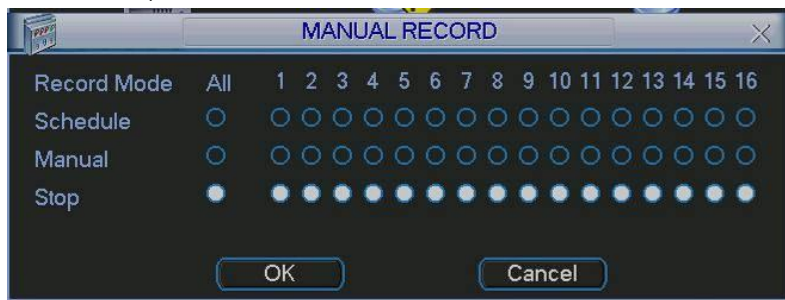 MANUAL RECORD
Record Mode All 1 2 3 4 5 6 7 8 9 10 11 12 13 14 15 16
Schedule
Manual
Stop
OK Cancel